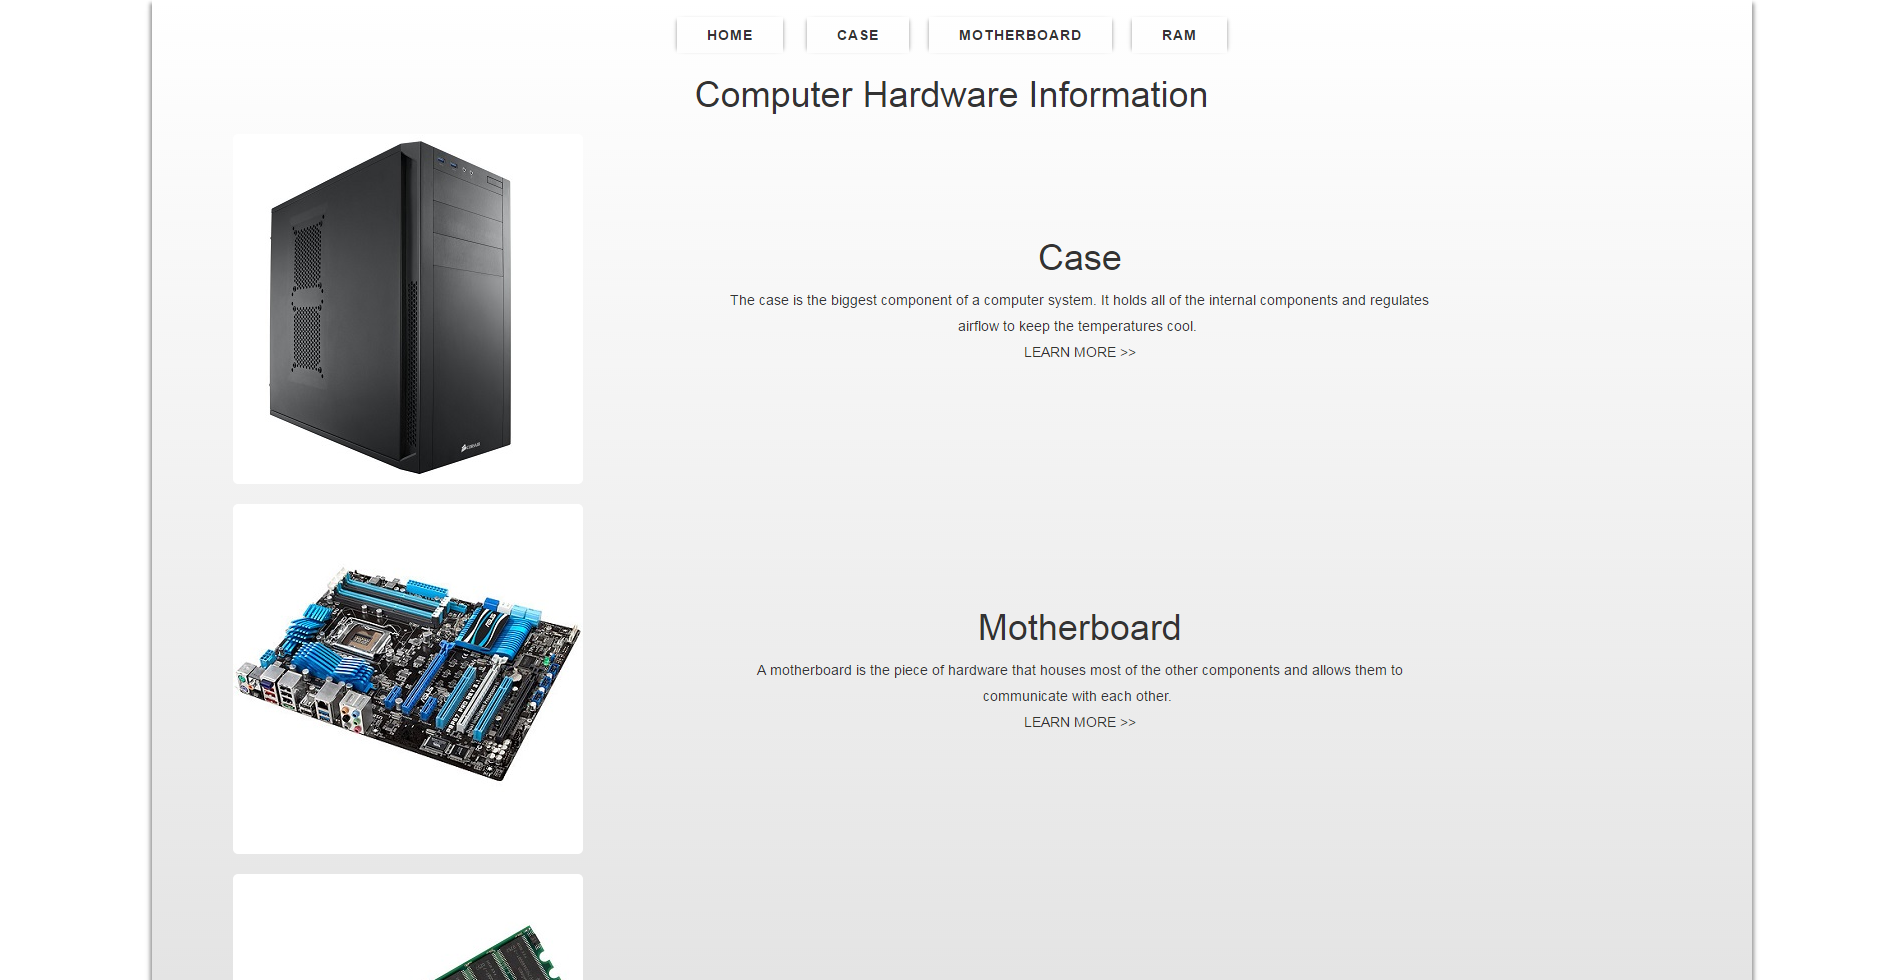 HOME CASE MOTHERBOARD RAM
Computer Hardware Information
Case
The case is the biggest component of a computer system. It holds all of the internal components and regulates
airflow to keep the temperatures cool.
LEARN MORE >>
Motherboard
A motherboard is the piece of hardware that houses most of the other components and allows them to
communicate with each other.
LEARN MORE >>